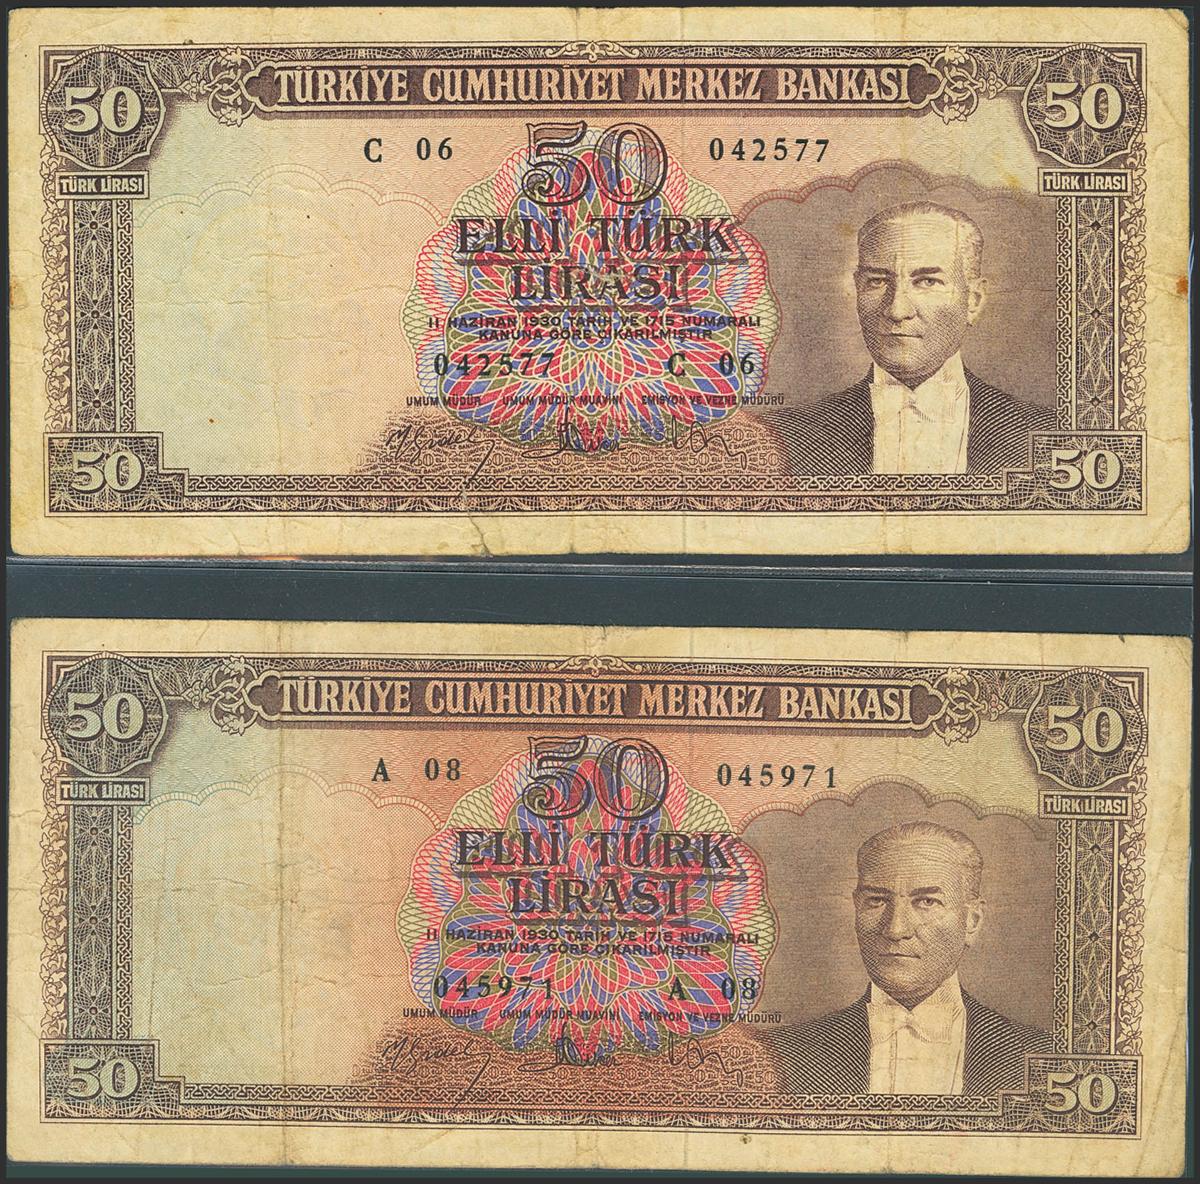 TÜRKİYE CUMHURİYET MERKEZ BANKASI
50 50
C 06 50 042577
TÜRK LİRASI TÜRK LİRASI
ELLİ TÜRK
LİRASI
11 HAZİRAN 1930 TARİH VE 1715 NUMARALI
KANUNA GÖRE ÇIKARILMIŞTIR
042577 C 06
UMUM MÜDÜR UMUM MÜDÜR MUAVİNİ EMİSYON VE VEZNE MÜDÜRÜ
50 50
TÜRKİYE CUMHURİYET MERKEZ BANKASI
50 50
A 08 50 045971
TÜRK LİRASI TÜRK LİRASI
ELLİ TÜRK
LİRASI
11 HAZİRAN 1930 TARİH VE 1715 NUMARALI
KANUNA GÖRE ÇIKARILMIŞTIR
045971 A 08
UMUM MÜDÜR UMUM MÜDÜR MUAVİNİ EMİSYON VE VEZNE MÜDÜRÜ
50 50